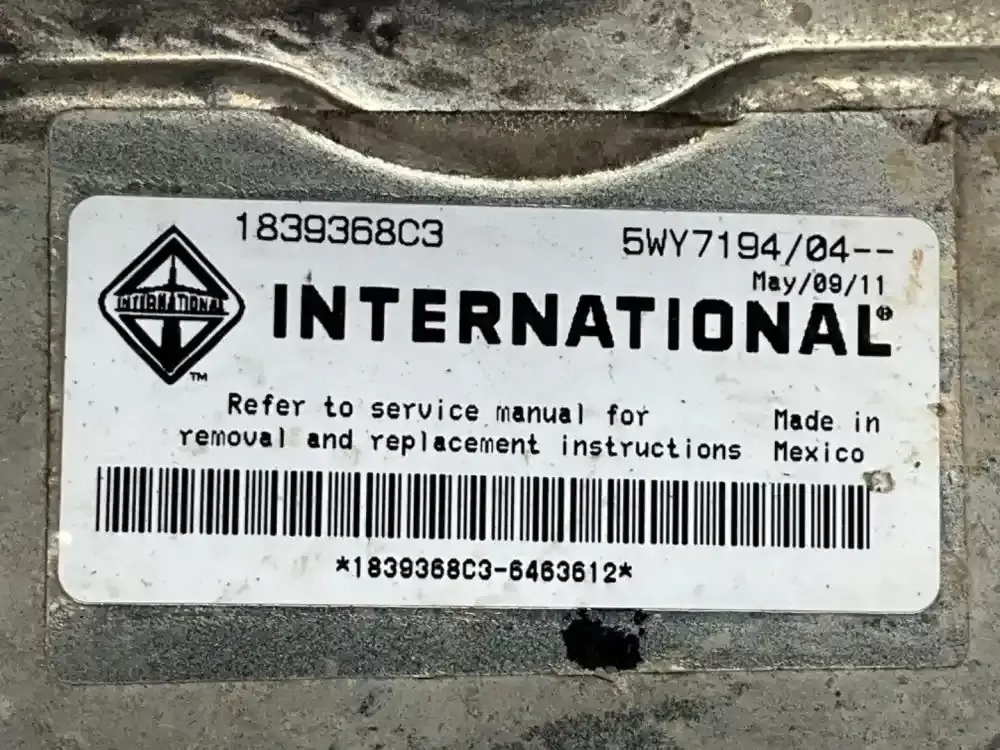 1839368C3
5WY7194/04--
May/09/11
INTERNATIONAL
TM
INTERNATIONAL®
Refer to service manual for
removal and replacement instructions
Made in
Mexico
*1839368C3-6463612*